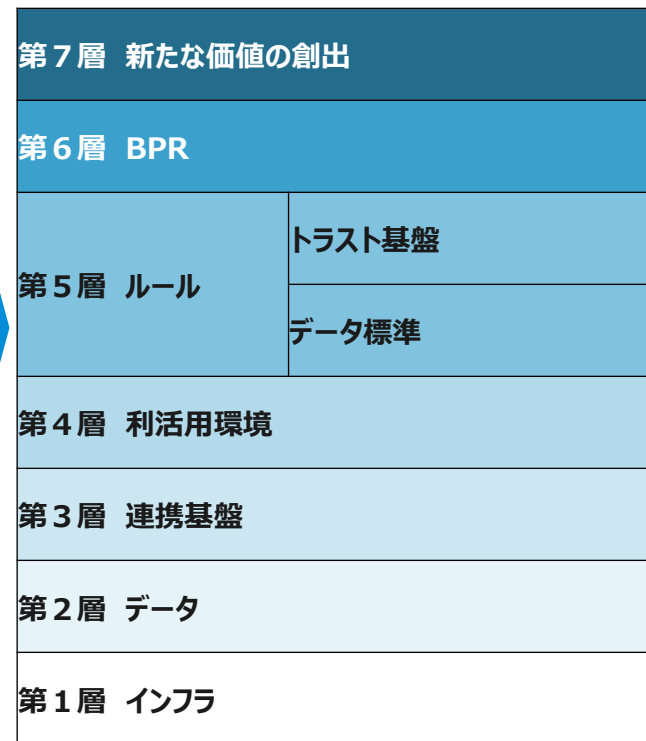 第７層 新たな価値の創出
第６層 BPR
第５層 ルール
トラスト基盤
データ標準
第４層 利活用環境
第３層 連携基盤
第２層 データ
第１層 インフラ